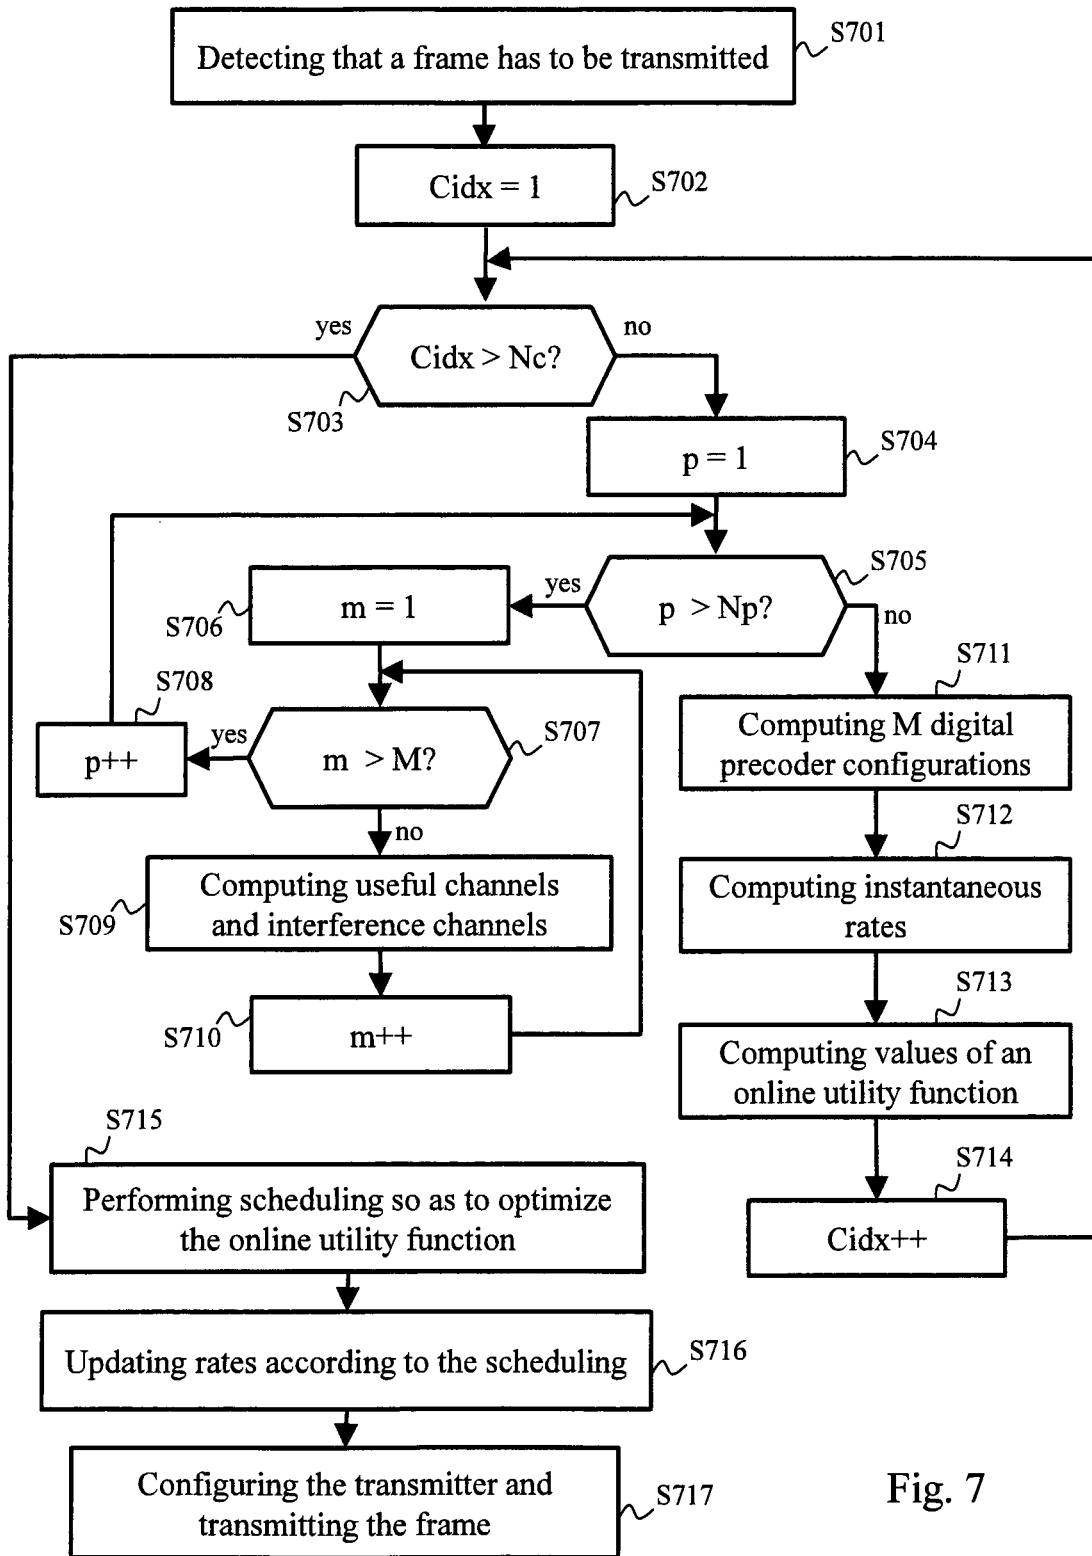 Detecting that a frame has to be transmitted
S701
Cidx = 1
S702
yes
Cidx > Nc?
no
S703
p = 1
S704
yes
p > Np?
S705
no
m = 1
S706
S711
S708
p++
yes
m > M?
S707
Computing M digital
precoder configurations
no
S712
Computing useful channels
and interference channels
S709
Computing instantaneous
rates
S713
m++
S710
Computing values of an
online utility function
S715
S714
Performing scheduling so as to optimize
the online utility function
Cidx++
Updating rates according to the scheduling
S716
Configuring the transmitter and
transmitting the frame
S717
Fig. 7